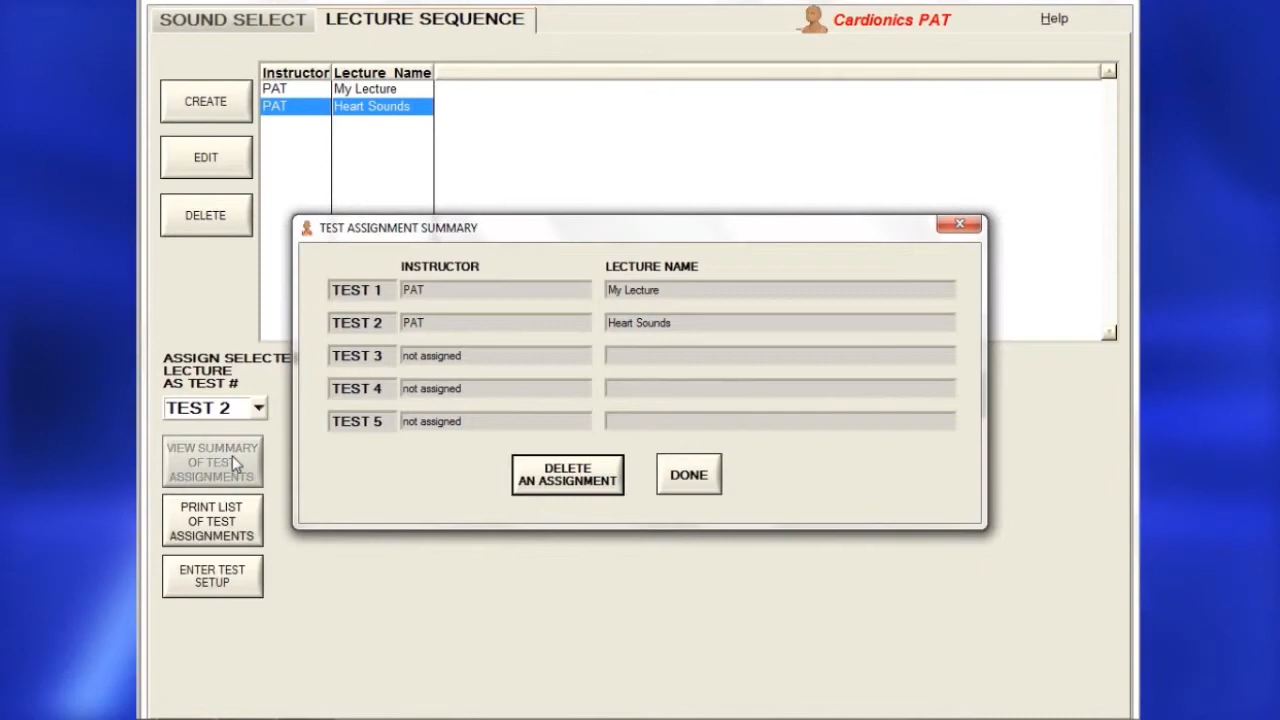 SOUND SELECT
LECTURE SEQUENCE
Cardionics PAT
Help
Instructor Lecture Name
PAT My Lecture
PAT Heart Sounds
CREATE
EDIT
DELETE
ASSIGN SELECTE
LECTURE
AS TEST #
TEST 2
VIEW SUMMARY
OF TEST
ASSIGNMENTS
PRINT LIST
OF TEST
ASSIGNMENTS
ENTER TEST
SETUP
TEST ASSIGNMENT SUMMARY
INSTRUCTOR LECTURE NAME
TEST 1 PAT My Lecture
TEST 2 PAT Heart Sounds
TEST 3 not assigned
TEST 4 not assigned
TEST 5 not assigned
DELETE
AN ASSIGNMENT
DONE